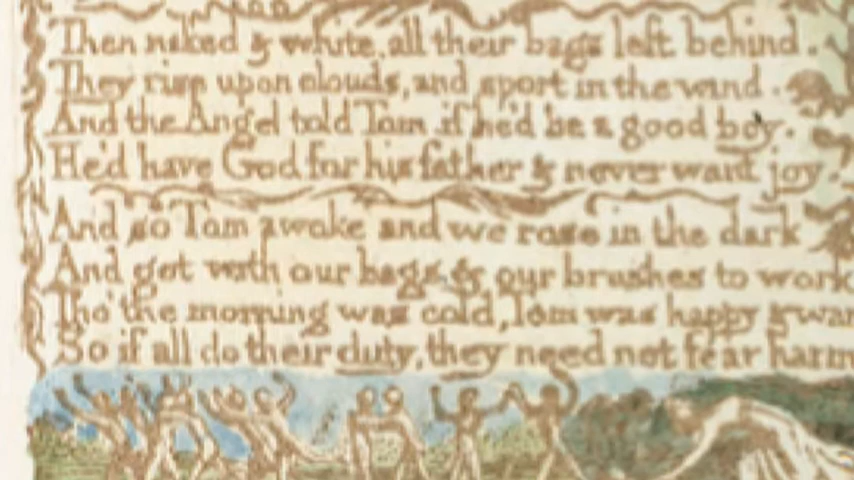 Then naked & white, all their bags left behind.
They rise upon clouds, and sport in the wind.
And the Angel told Tom if he'd be a good boy.
He'd have God for his father & never want joy.
And so Tom awoke and we rose in the dark
And got with our bags & our brushes to work
Tho' the morning was cold, Tom was happy & war
So if all do their duty, they need not fear harm